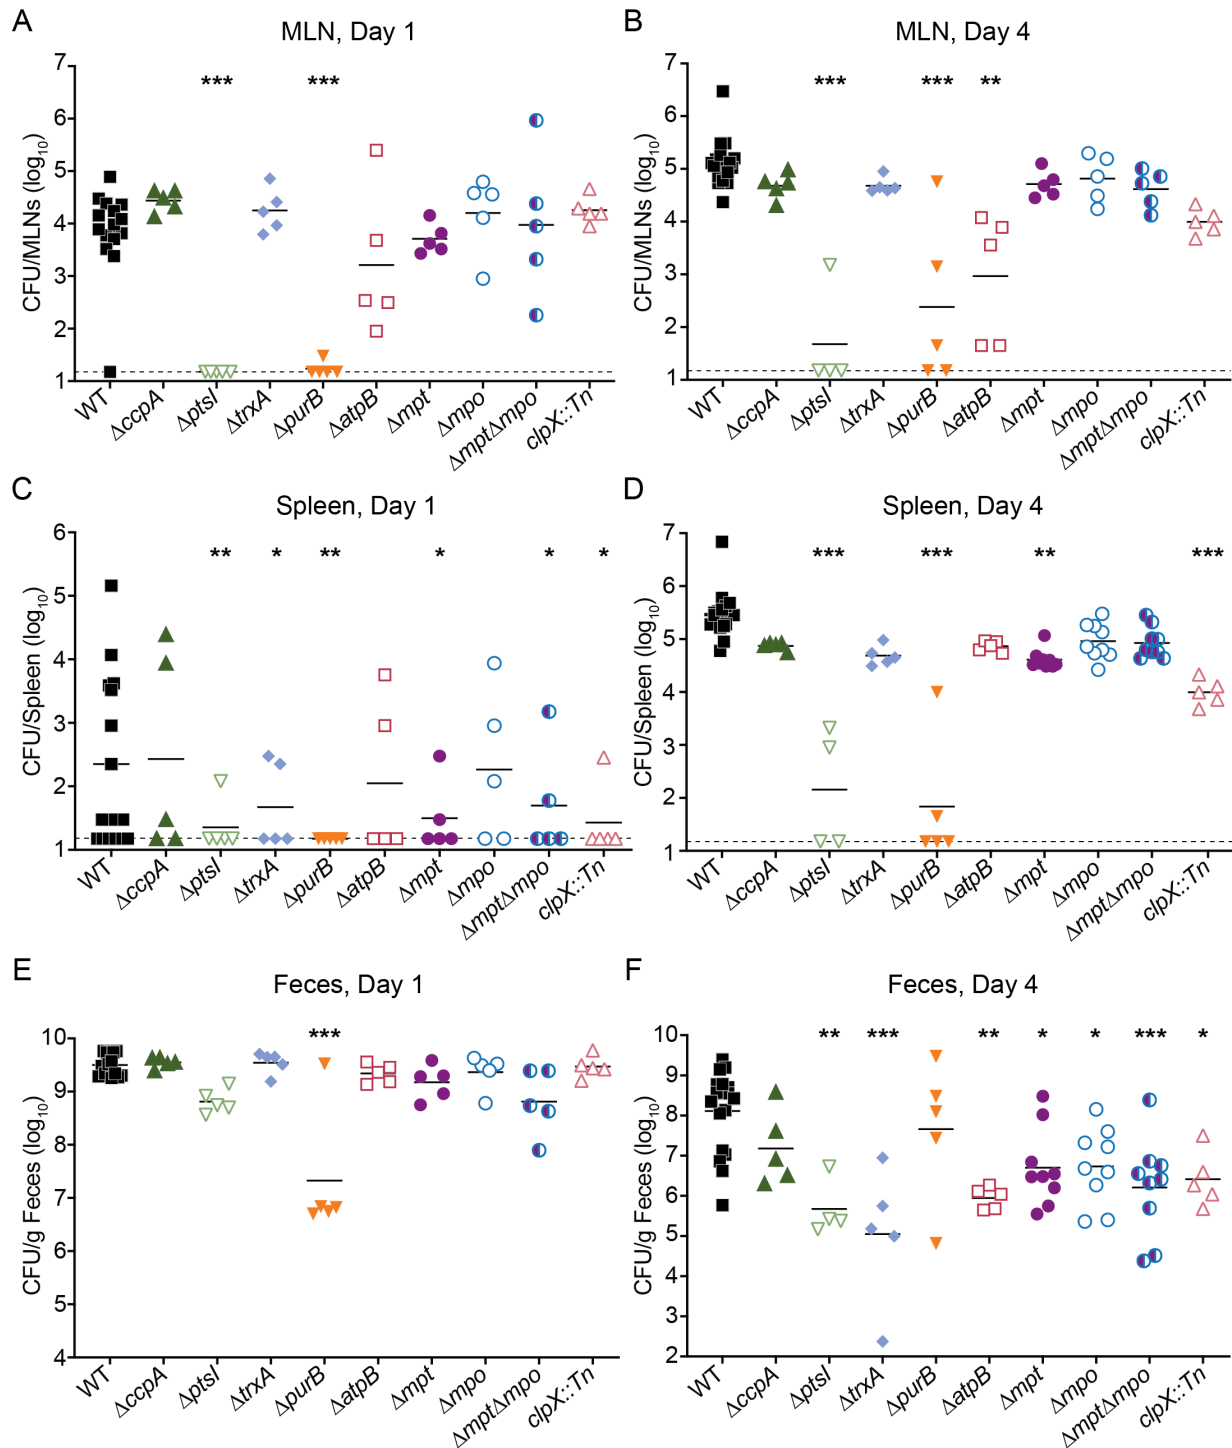 A
MLN, Day 1
CFU/MLNs (log10)
7
6
5
4
3
2
1
*** ***
WT ΔccpA ΔptsI ΔtrxA ΔpurB ΔatpB Δmpt Δmpo ΔmptΔmpo clpX::Tn
B
MLN, Day 4
CFU/MLNs (log10)
7
6
5
4
3
2
1
*** *** **
WT ΔccpA ΔptsI ΔtrxA ΔpurB ΔatpB Δmpt Δmpo ΔmptΔmpo clpX::Tn
C
Spleen, Day 1
CFU/Spleen (log10)
6
5
4
3
2
1
** * ** * * *
WT ΔccpA ΔptsI ΔtrxA ΔpurB ΔatpB Δmpt Δmpo ΔmptΔmpo clpX::Tn
D
Spleen, Day 4
CFU/Spleen (log10)
7
6
5
4
3
2
1
*** *** ** ***
WT ΔccpA ΔptsI ΔtrxA ΔpurB ΔatpB Δmpt Δmpo ΔmptΔmpo clpX::Tn
E
Feces, Day 1
CFU/g Feces (log10)
10
9
8
7
6
5
4
***
WT ΔccpA ΔptsI ΔtrxA ΔpurB ΔatpB Δmpt Δmpo ΔmptΔmpo clpX::Tn
F
Feces, Day 4
CFU/g Feces (log10)
10
9
8
7
6
5
4
3
2
** *** ** * * *** *
WT ΔccpA ΔptsI ΔtrxA ΔpurB ΔatpB Δmpt Δmpo ΔmptΔmpo clpX::Tn